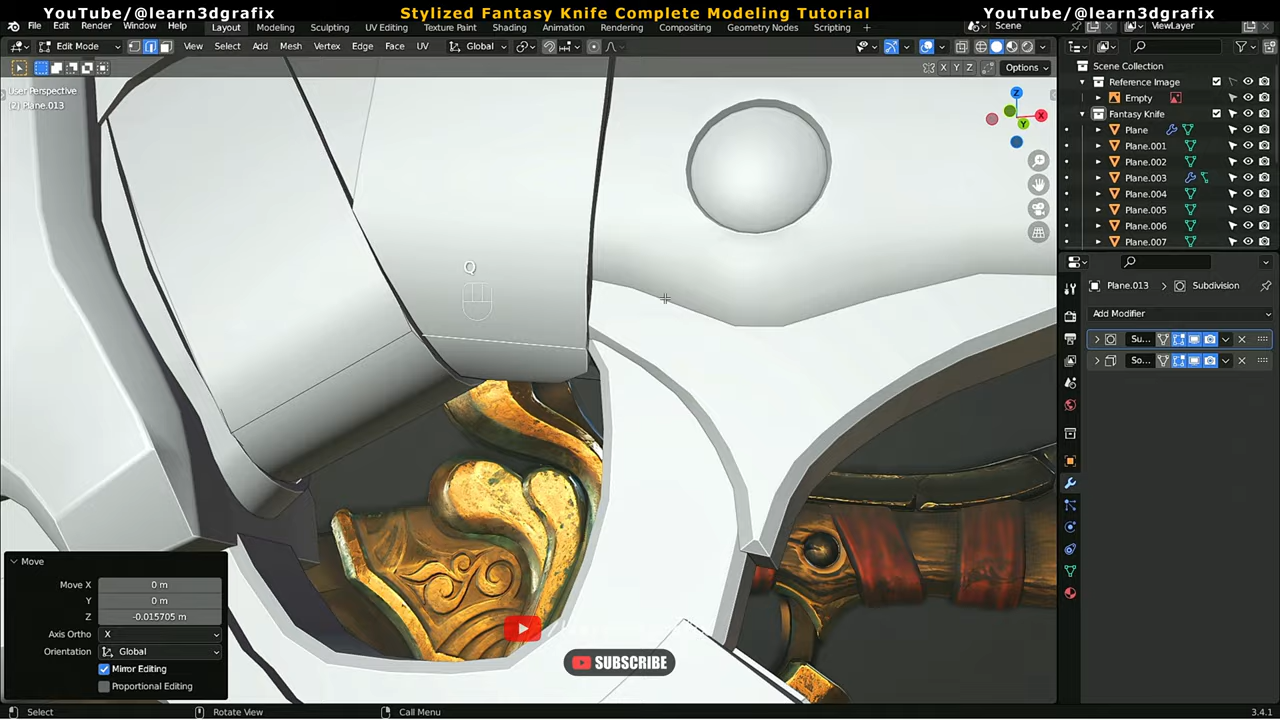 YouTube/@learn3dgrafix
Stylized Fantasy Knife Complete Modeling Tutorial
YouTube/@learn3dgrafix
File Edit Render Window Help
Layout Modeling Sculpting UV Editing Texture Paint Shading Animation Rendering Compositing Geometry Nodes Scripting +
Scene
ViewLayer
Edit Mode
View Select Add Mesh Vertex Edge Face UV
Global
X Y Z
Options
User Perspective
(2) Plane.013
Z
X
Y
Q
Scene Collection
Reference Image
Empty
Fantasy Knife
Plane
Plane.001
Plane.002
Plane.003
Plane.004
Plane.005
Plane.006
Plane.007
Plane.013 > Subdivision
Add Modifier
Su...
So...
Move
Move X 0 m
Y 0 m
Z -0.015705 m
Axis Ortho X
Orientation Global
Mirror Editing
Proportional Editing
SUBSCRIBE
Select
Rotate View
Call Menu
3.4.1